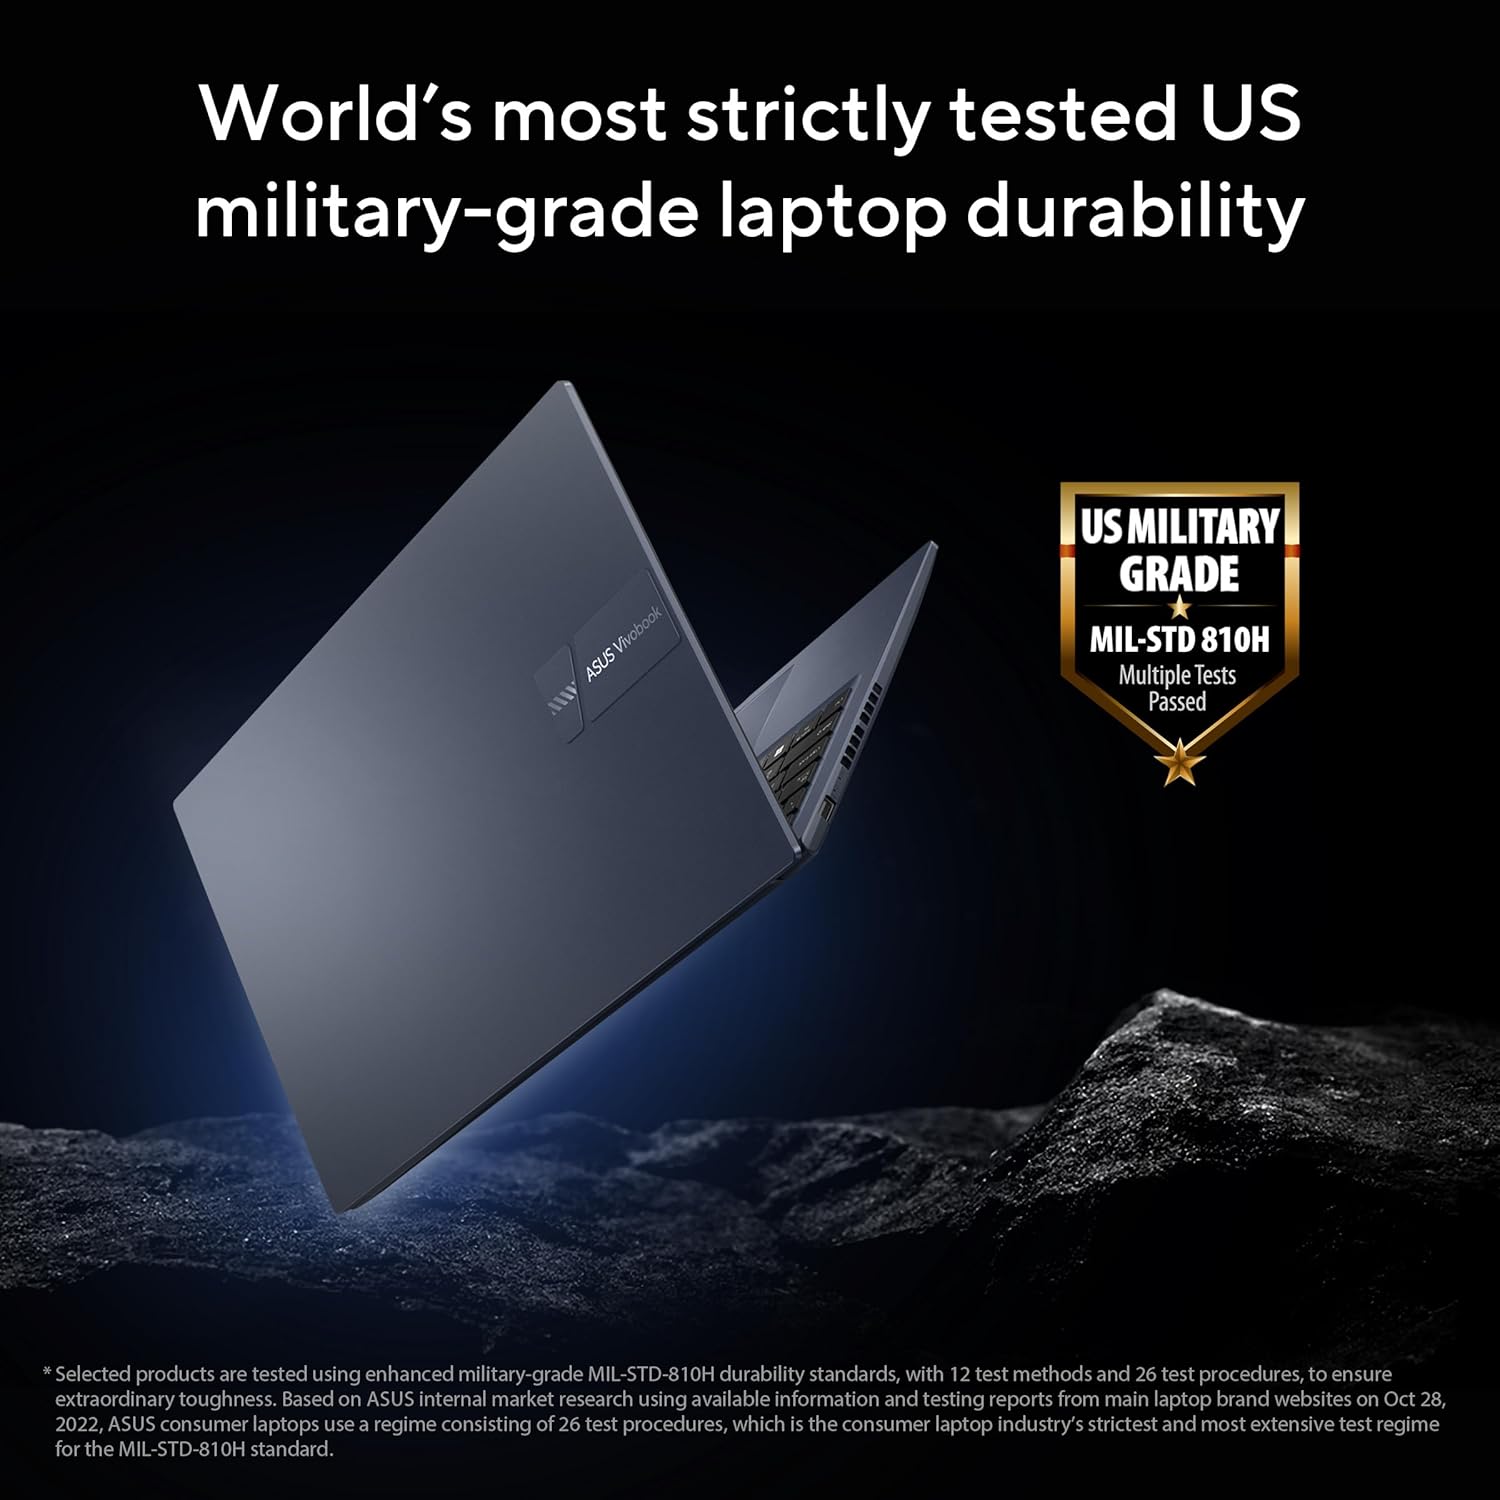 World's most strictly tested US
military-grade laptop durability
ASUS Vivobook
US MILITARY
GRADE
MIL-STD 810H
Multiple Tests
Passed
* Selected products are tested using enhanced military-grade MIL-STD-810H durability standards, with 12 test methods and 26 test procedures, to ensure
extraordinary toughness. Based on ASUS internal market research using available information and testing reports from main laptop brand websites on Oct 28,
2022, ASUS consumer laptops use a regime consisting of 26 test procedures, which is the consumer laptop industry's strictest and most extensive test regime
for the MIL-STD-810H standard.